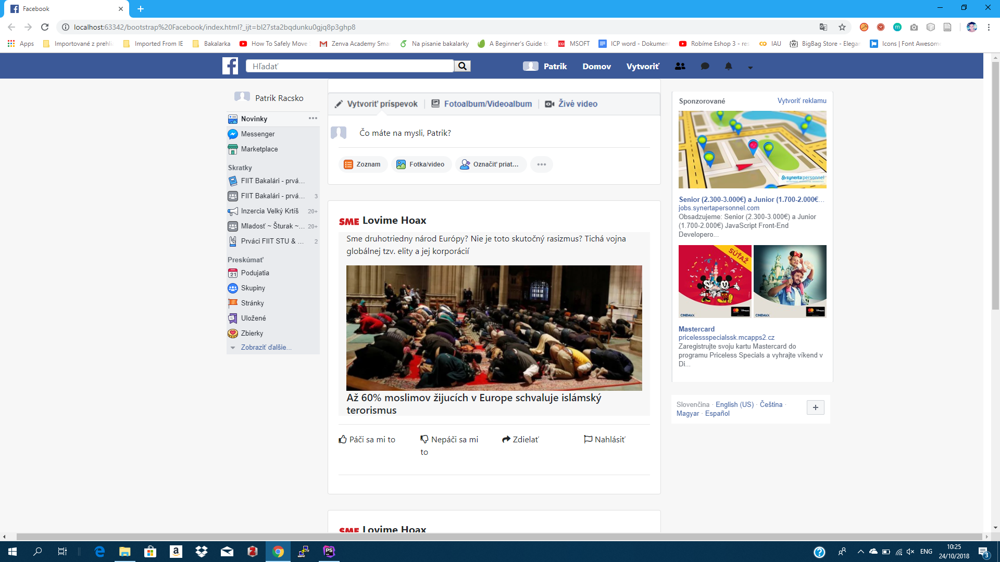 Facebook
localhost:63342/bootstrap%20Facebook/index.html?_ijt=bl27sta2bqdunku0gjq8p3ghp8
Apps
Importované z prehli
Imported From IE
Bakalarka
How To Safely Move
Zenva Academy Sma
Na pisanie bakalarky
A Beginner's Guide to
MSOFT
ICP word - Dokumen
Robíme Eshop 3 - res
IAU
BigBag Store - Elegan
Icons | Font Awesome
Hľadať
Patrik
Domov
Vytvoriť
Patrik Racsko
Novinky
Messenger
Marketplace
Skratky
FIIT Bakalári - prvá...
FIIT Bakalári - prvá... 3
Inzercia Velký Krtíš 20+
Mladosť ~ Šturak ~... 20+
Prváci FIIT STU & ... 2
Preskúmať
21 Podujatia
Skupiny
Stránky
Uložené
Zbierky
Zobraziť ďalšie...
Vytvoriť príspevok
Fotoalbum/Videoalbum
Živé video
Čo máte na mysli, Patrik?
Zoznam
Fotka/video
Označiť priat...
SME Lovime Hoax
Sme druhotriedny národ Európy? Nie je toto skutočný rasizmus? Tichá vojna
globálnej tzv. elity a jej korporácií
Až 60% moslimov žijucích v Europe schvaluje islámský
terorismus
Páči sa mi to
Nepáči sa mi
to
Zdielať
Nahlásiť
SME Lovime Hoax
Sponzorované
Vytvoriť reklamu
synerta personnel
Senior (2.300-3.000€) a Junior (1.700-2.000€...
jobs.synertapersonnel.com
Obsadzujeme: Senior (2.300-3.000€) a Junior
(1.700-2.000€) JavaScript Front-End
Developero...
SÚŤAŽ
CINEMAX
CINEMAX
Mastercard
pricelessspecialssk.mcapps2.cz
Zaregistrujte svoju kartu Mastercard do
programu Priceless Specials a vyhrajte víkend v
Di...
Slovenčina · English (US) · Čeština ·
Magyar · Español
ENG
10:25
24/10/2018
3